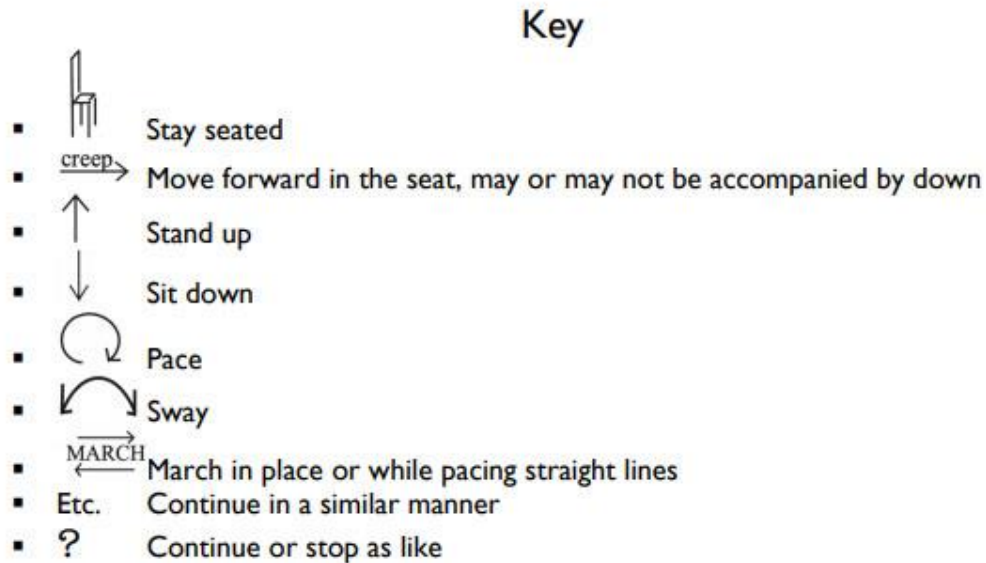 Key
▪ Stay seated
▪ creep Move forward in the seat, may or may not be accompanied by down
▪ Stand up
▪ Sit down
▪ Pace
▪ Sway
▪ MARCH March in place or while pacing straight lines
▪ Etc. Continue in a similar manner
▪ ? Continue or stop as like